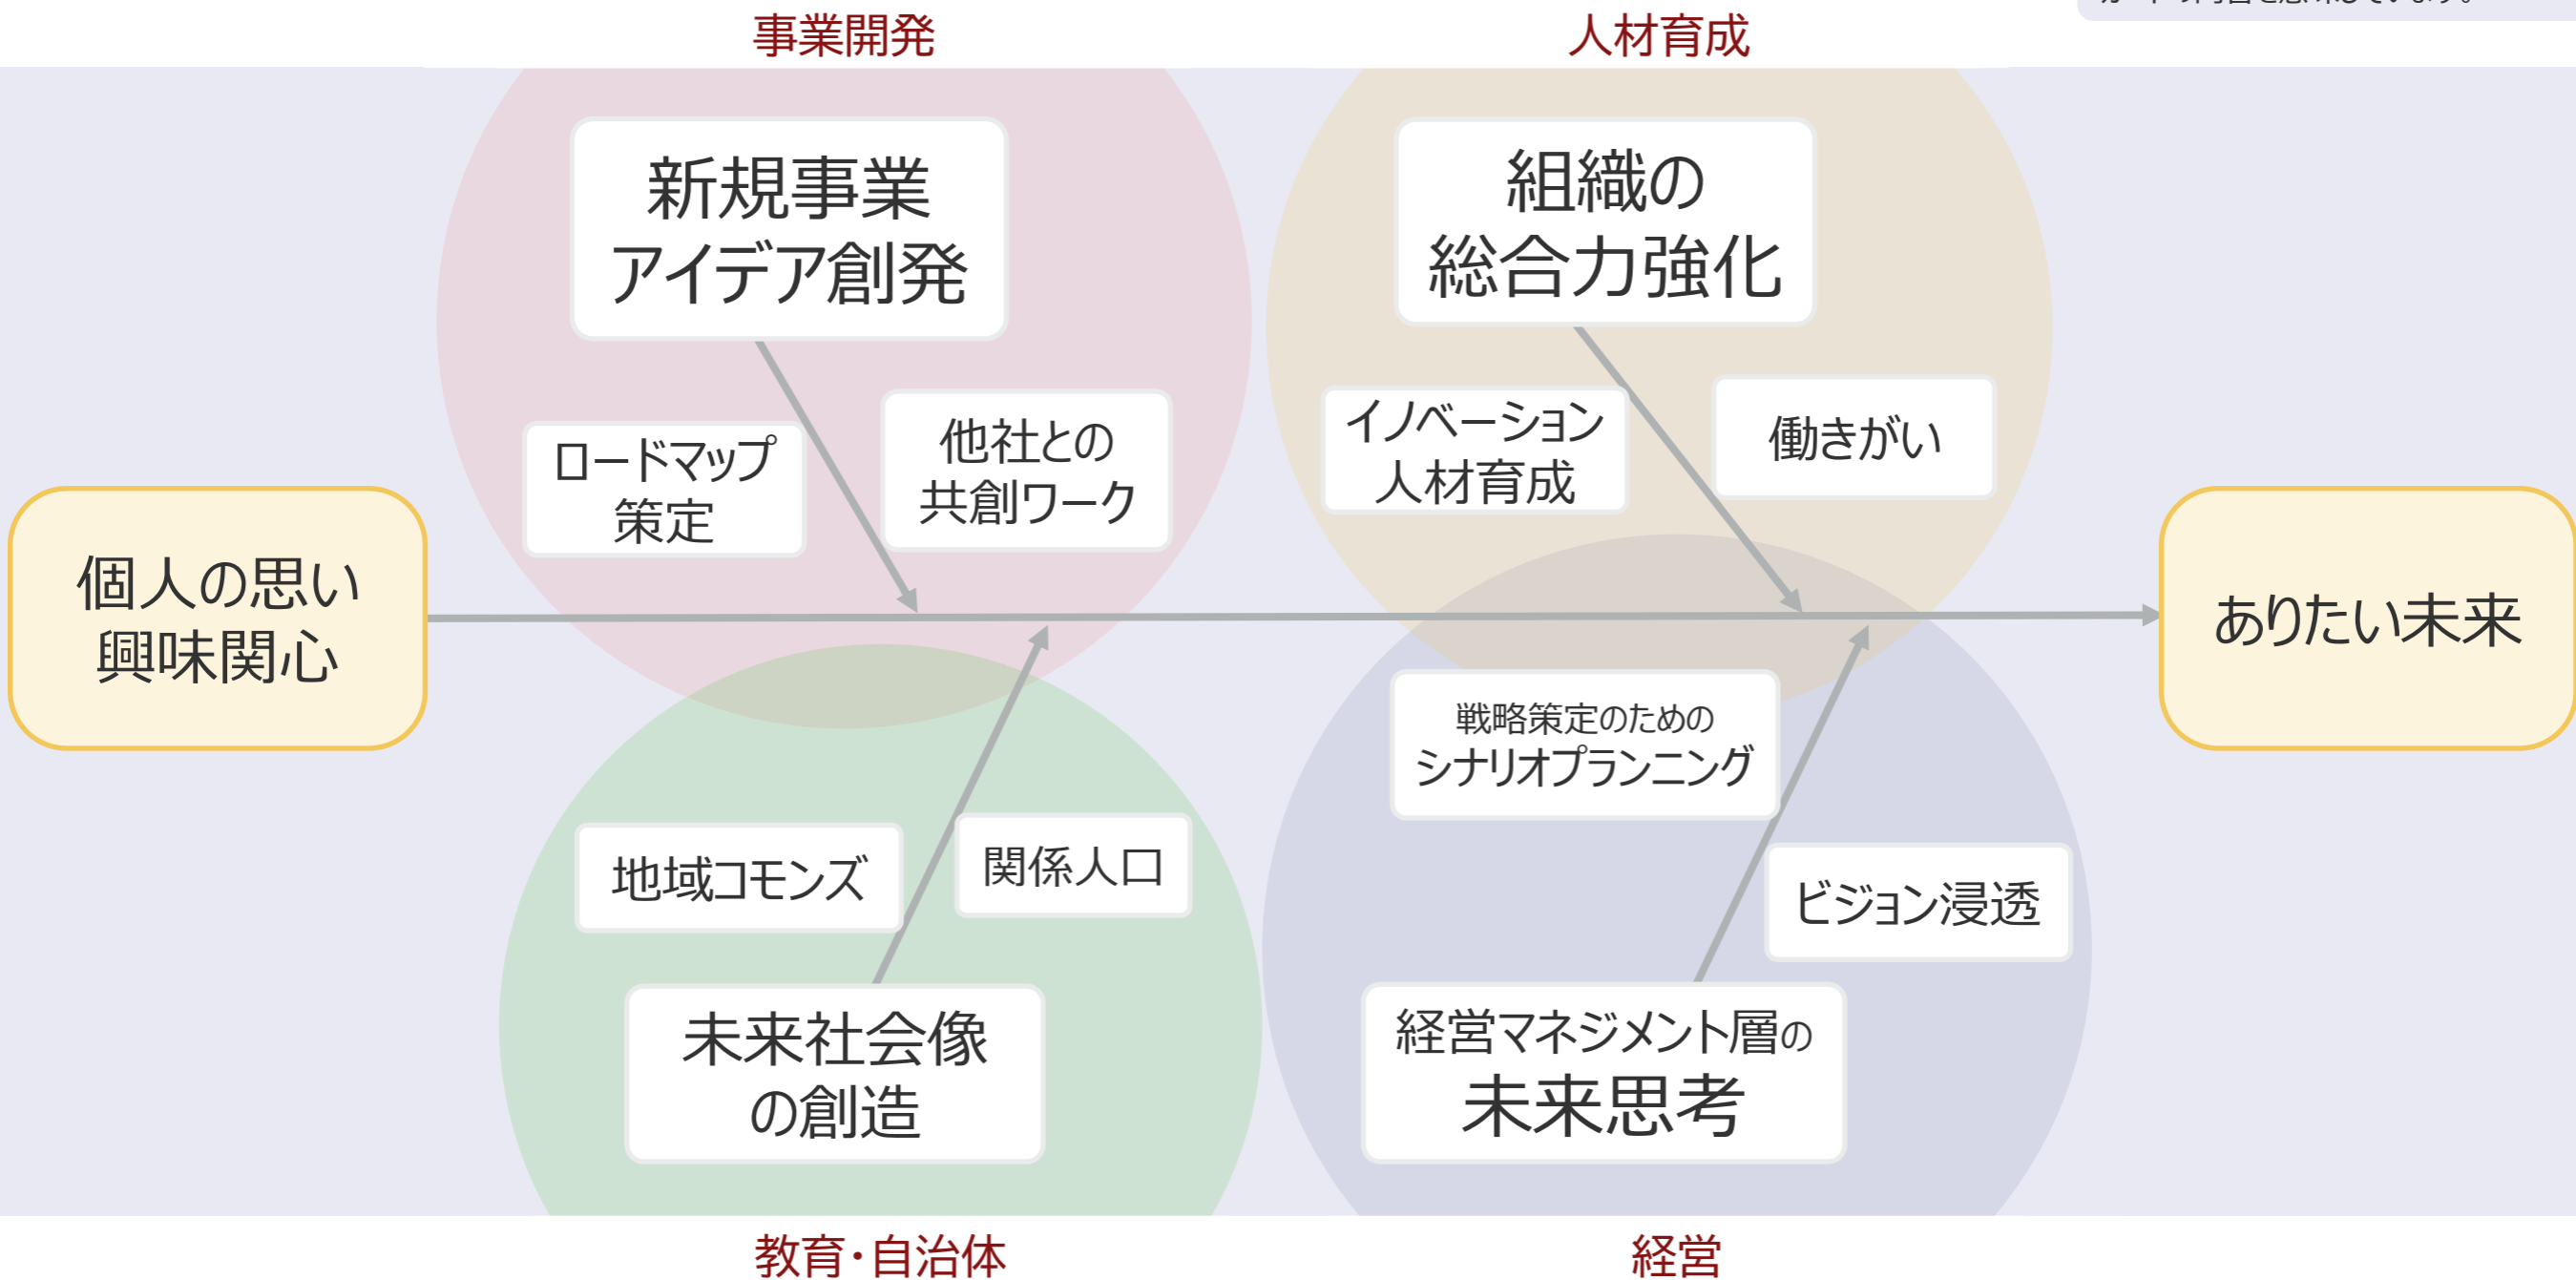 事業開発
人材育成
新規事業
アイデア創発
組織の
総合力強化
ロードマップ
策定
他社との
共創ワーク
イノベーション
人材育成
働きがい
個人の思い
興味関心
ありたい未来
戦略策定のための
シナリオプランニング
地域コモンズ
関係人口
ビジョン浸透
未来社会像
の創造
経営マネジメント層の
未来思考
教育・自治体
経営